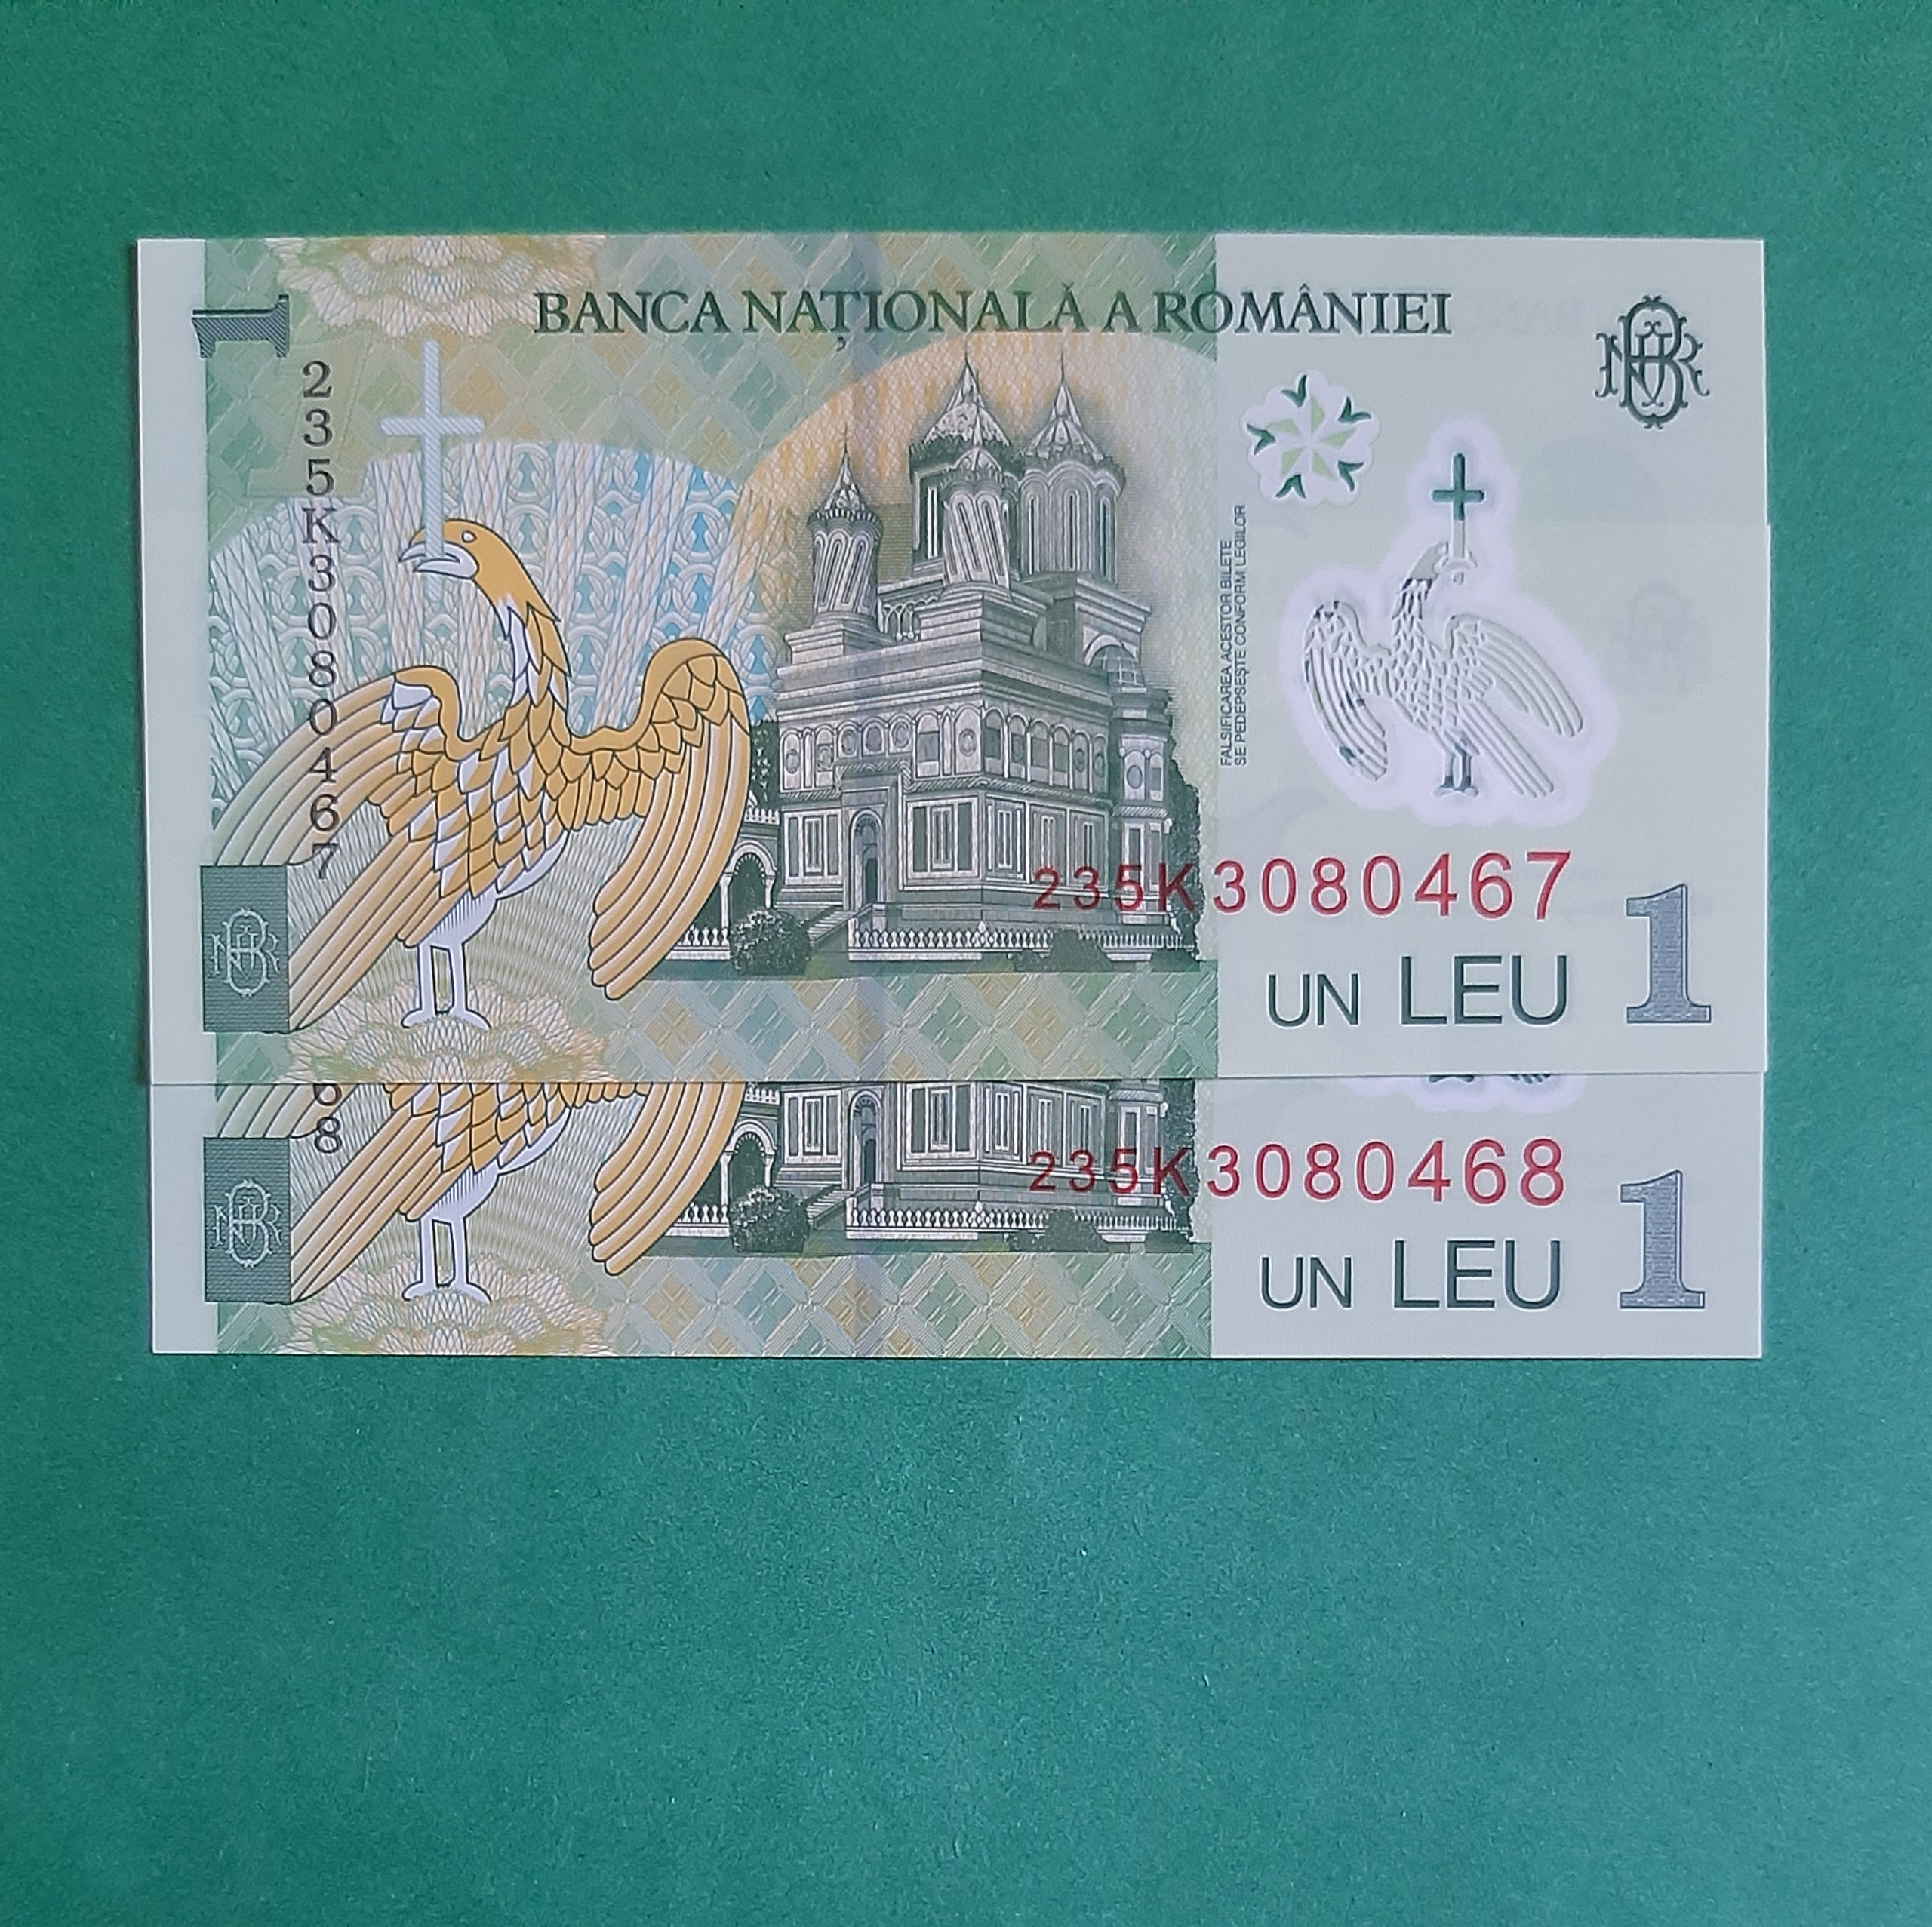 BANCA NAȚIONALĂ A ROMÂNIEI
1
235K3080467
FALSIFICAREA ACESTOR BILETE
SE PEDEPSEȘTE CONFORM LEGILOR
235K3080467
UN LEU 1
68
235K3080468
UN LEU 1